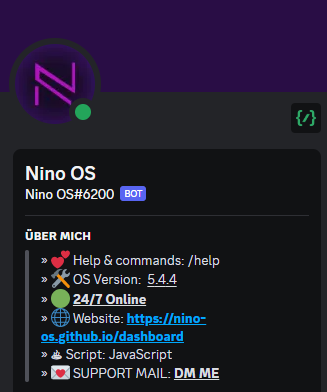 Nino OS
Nino OS#6200 BOT
ÜBER MICH
» 💕 Help & commands: /help
» 🛠️ OS Version: 5.4.4
» 🟢 24/7 Online
» 🌐 Website: https://nino-
os.github.io/dashboard
» ☕ Script: JavaScript
» 💌 SUPPORT MAIL: DM ME